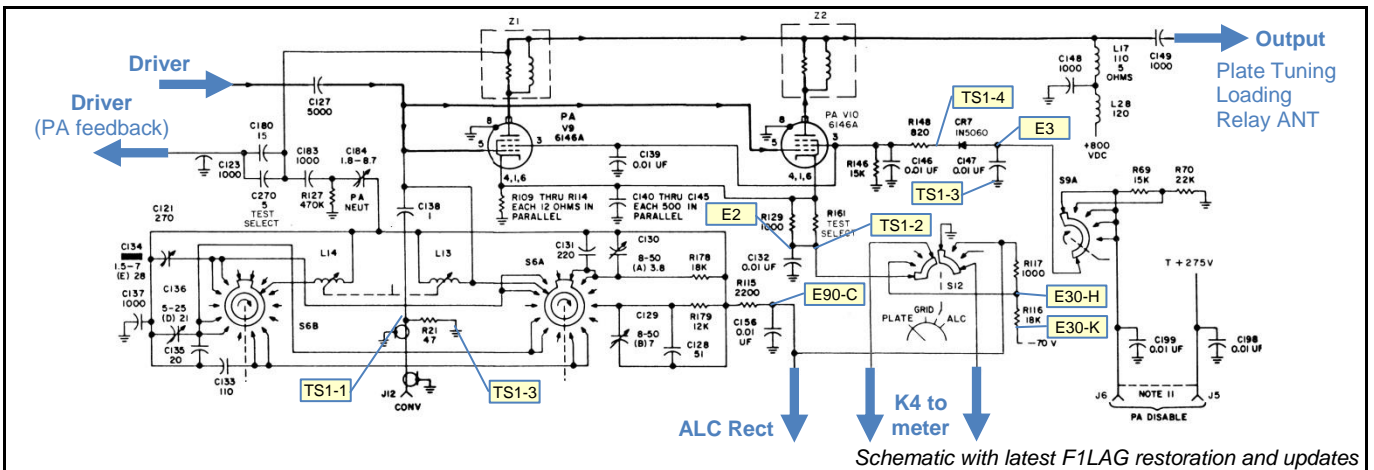 Z1
Z2
Driver
C127
5000
Driver
(PA feedback)
C180
15
C123
1000
C183
1000
C184
1.8-8.7
C270
5
TEST
SELECT
R127
470K
PA
NEUT
8
PA
V9
6146A
5
3
4,1,6
R109 THRU R114
EACH 12 OHMS IN
PARALLEL
C139
0.01 UF
C140 THRU C145
EACH 500 IN
PARALLEL
8
PA V10
6146A
5
3
4,1,6
TS1-4
R148
820
CR7
IN5060
E3
R146
15K
C146
0.01 UF
C147
0.01 UF
TS1-3
C148
1000
L17
110
5
OHMS
L28
120
+800
VDC
C149
1000
Output
Plate Tuning
Loading
Relay ANT
S9A
R69
15K
R70
22K
E2
R129
1000
R161
TEST
SELECT
TS1-2
C132
0.01 UF
C121
270
C134
1.5-7
(E) 28
C137
1000
C136
5-25
(D) 21
C135
20
C133
110
S6B
L14
C138
1
L13
S6A
C131
220
C130
8-50
(A) 3.8
R178
18K
R115
2200
E90-C
R179
12K
C129
8-50
(B) 7
C128
51
C156
0.01
UF
R21
47
TS1-1
TS1-3
J12
CONV
S12
PLATE
GRID
ALC
R117
1000
E30-H
R116
18K
E30-K
-70 V
T +275V
C199
0.01 UF
C198
0.01 UF
J6
NOTE 11
J5
PA DISABLE
ALC Rect
K4 to
meter
Schematic with latest F1LAG restoration and updates